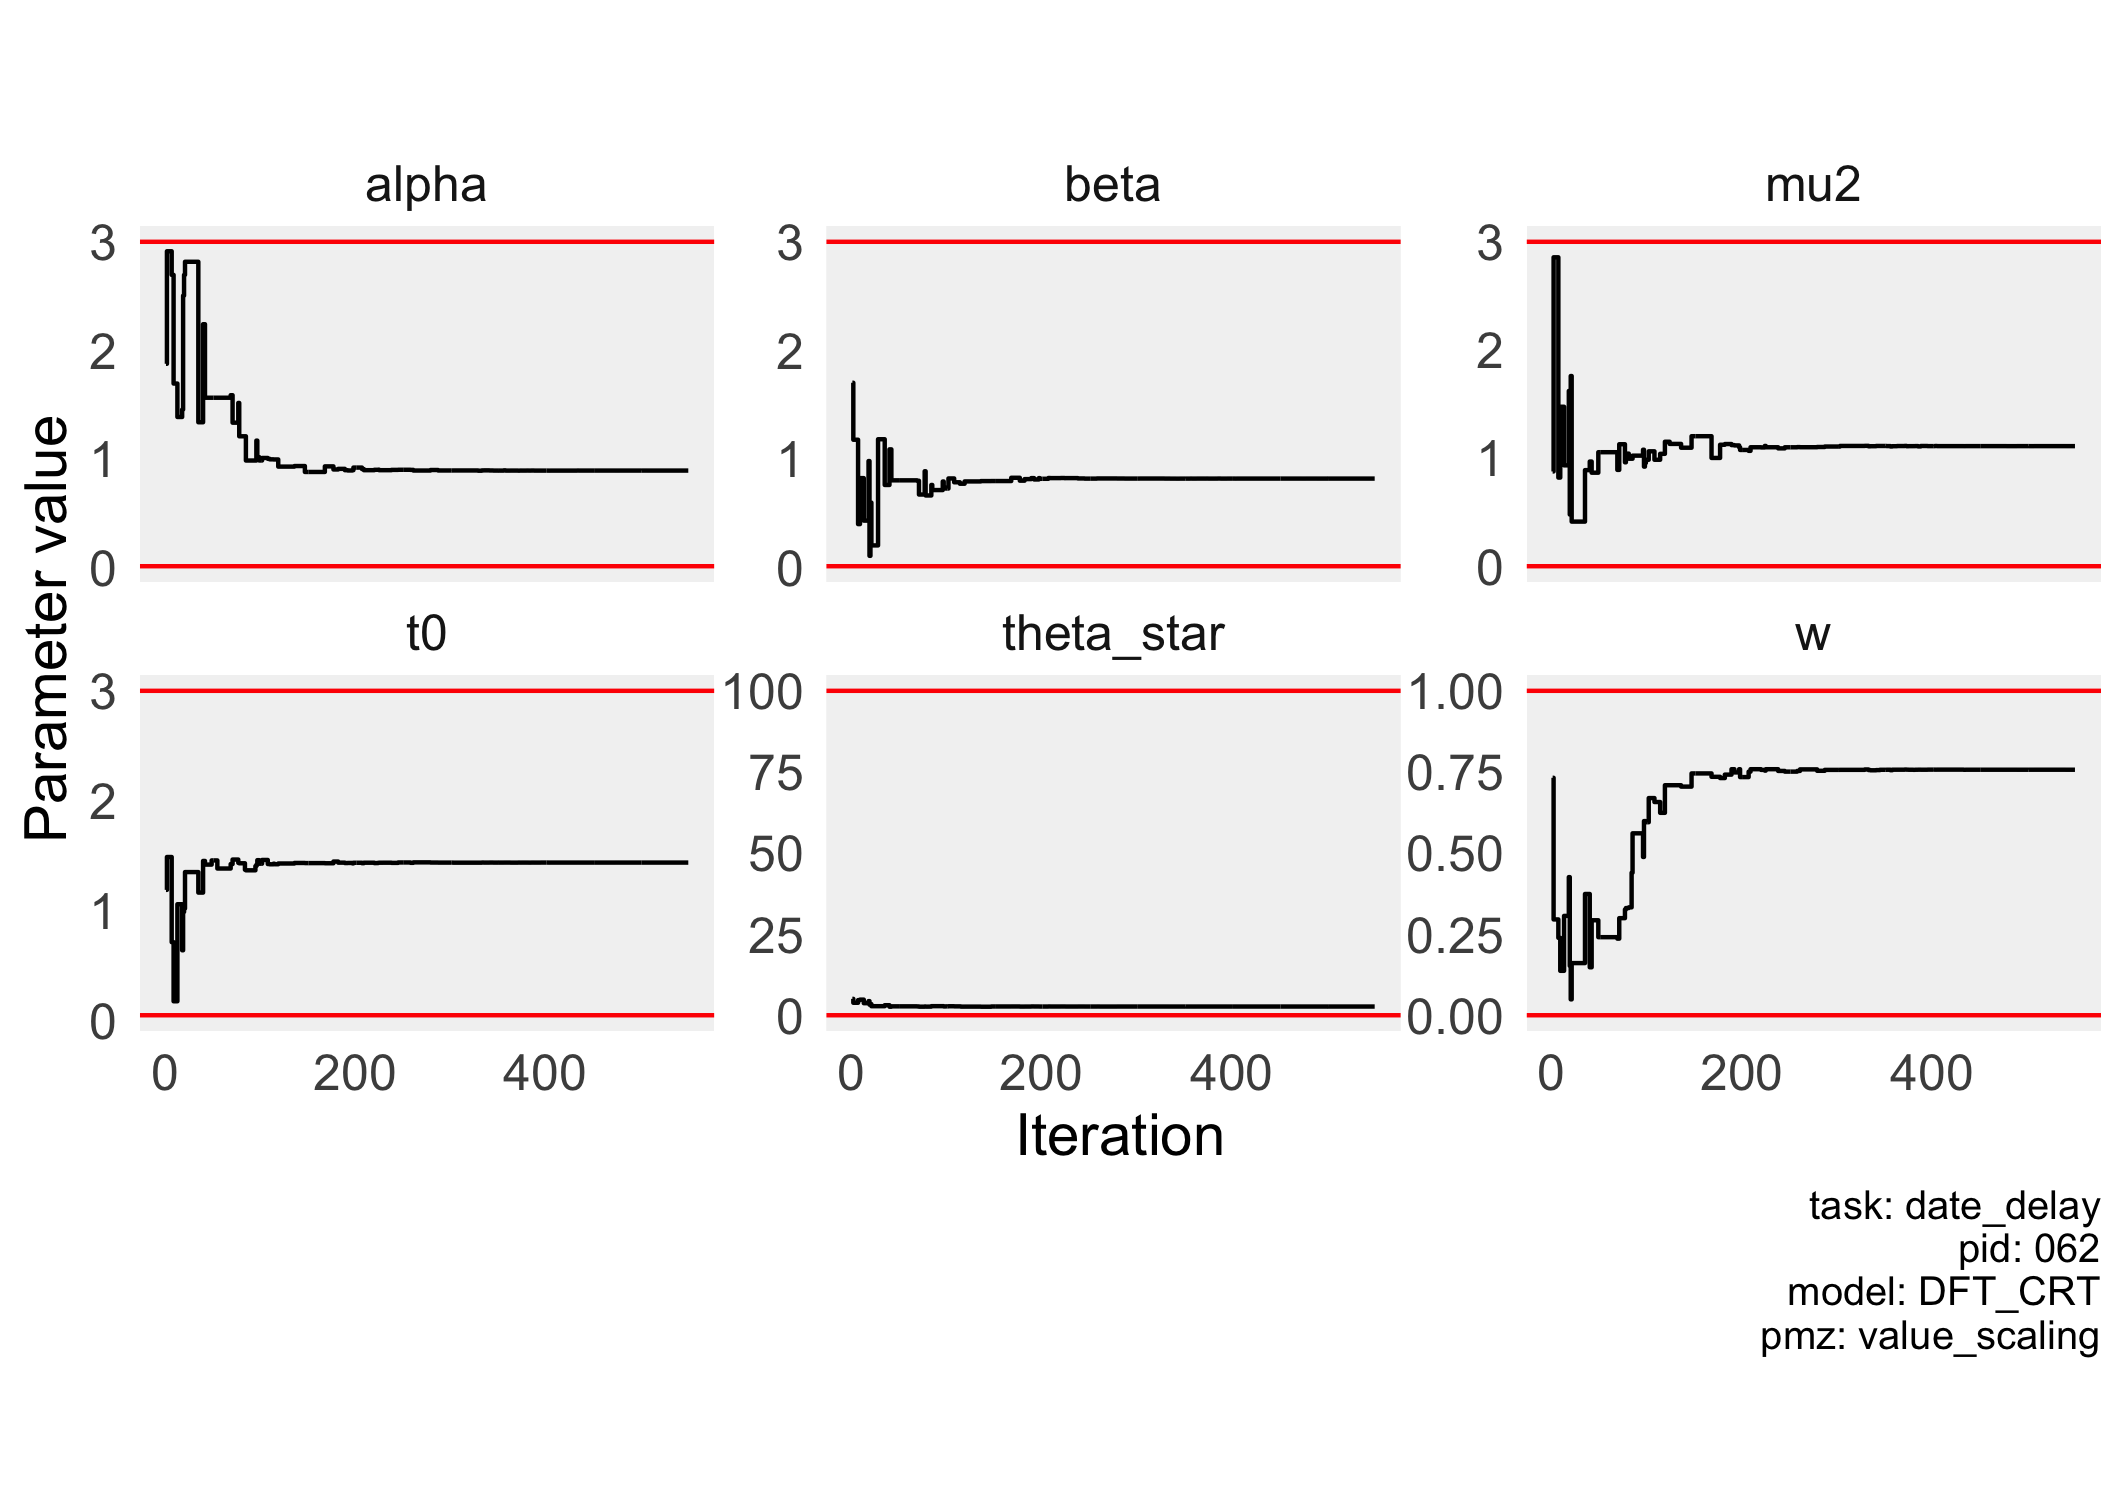 alpha
beta
mu2
3
2
1
0
3
2
1
0
3
2
1
0
Parameter value
t0
theta_star
w
3
2
1
0
100
75
50
25
0
1.00
0.75
0.50
0.25
0.00
0 200 400
0 200 400
0 200 400
Iteration
task: date_delay
pid: 062
model: DFT_CRT
pmz: value_scaling